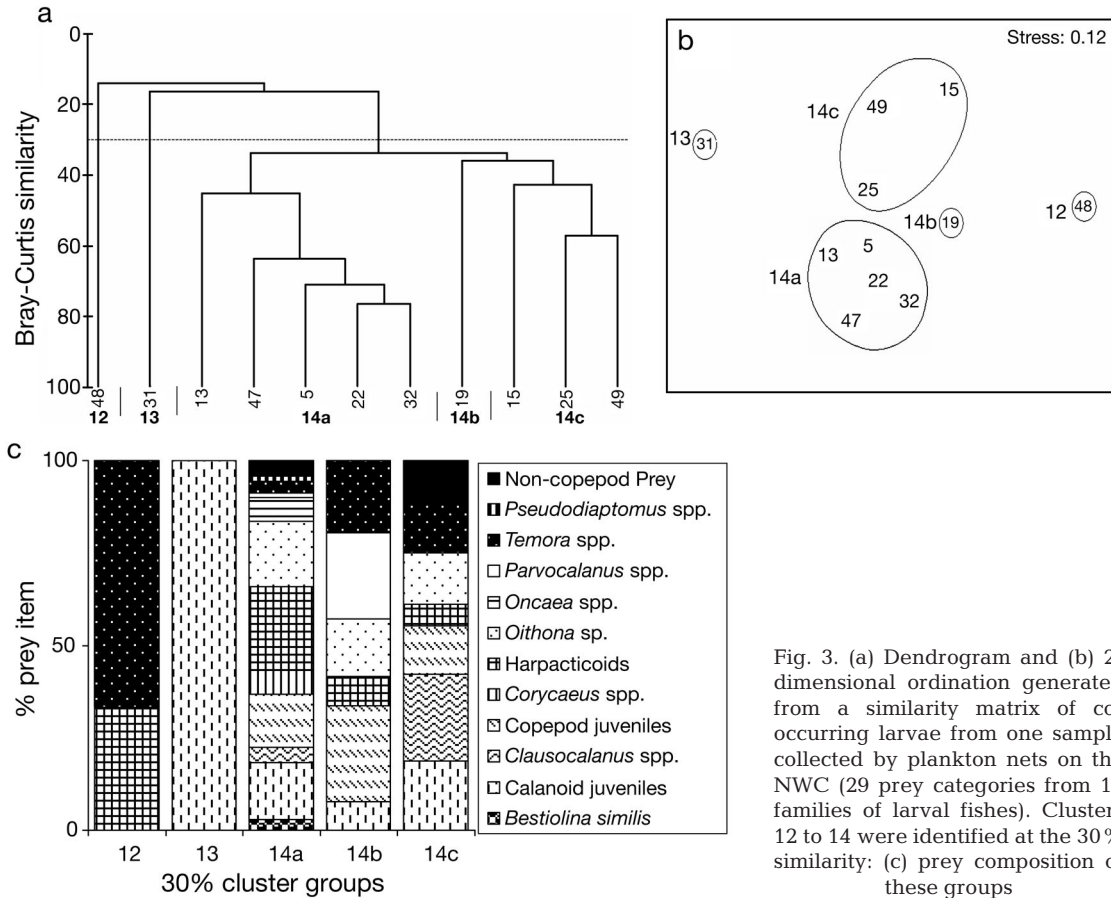 a
0
20
40
60
80
100
Bray-Curtis similarity
48 31 13 47 5 22 32 19 15 25 49
12 13 14a 14b 14c
b
Stress: 0.12
15
49
14c
13 31
25
12 48
14b 19
13 5
14a 22
32
47
c
100
50
0
% prey item
12 13 14a 14b 14c
30% cluster groups
Non-copepod Prey
Pseudodiaptomus spp.
Temora spp.
Parvocalanus spp.
Oncaea spp.
Oithona sp.
Harpacticoids
Corycaeus spp.
Copepod juveniles
Clausocalanus spp.
Calanoid juveniles
Bestiolina similis
Fig. 3. (a) Dendrogram and (b) 2
dimensional ordination generate
from a similarity matrix of co
occurring larvae from one sampl
collected by plankton nets on th
NWC (29 prey categories from 1
families of larval fishes). Cluster
12 to 14 were identified at the 30%
similarity: (c) prey composition o
these groups